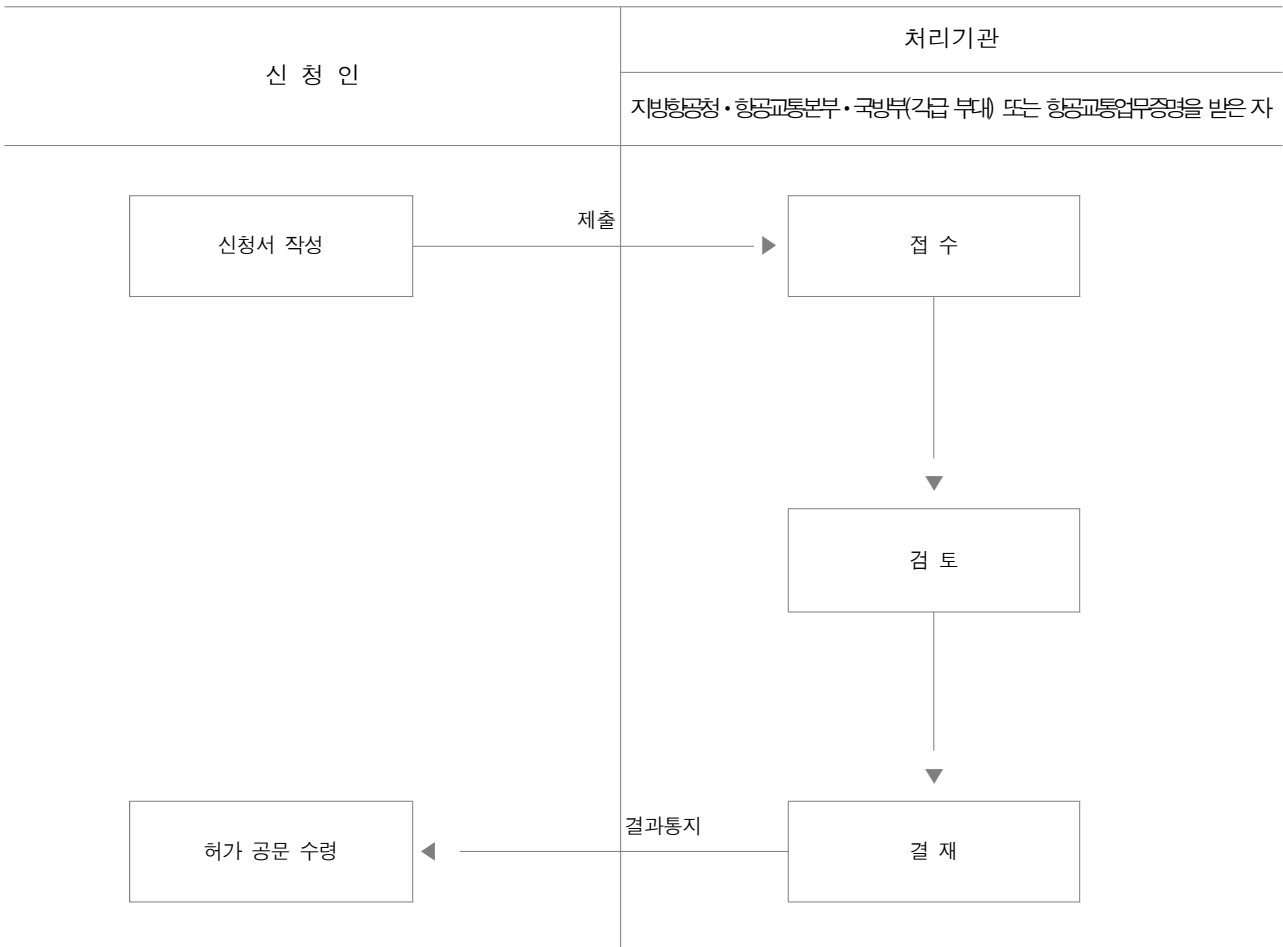 신 청 인
처리기관
지방항공청·항공교통본부·국방부(각급 부대) 또는 항공교통업무증명을 받은 자
제출
신청서 작성
접 수
검 토
결과통지
허가 공문 수령
결 재